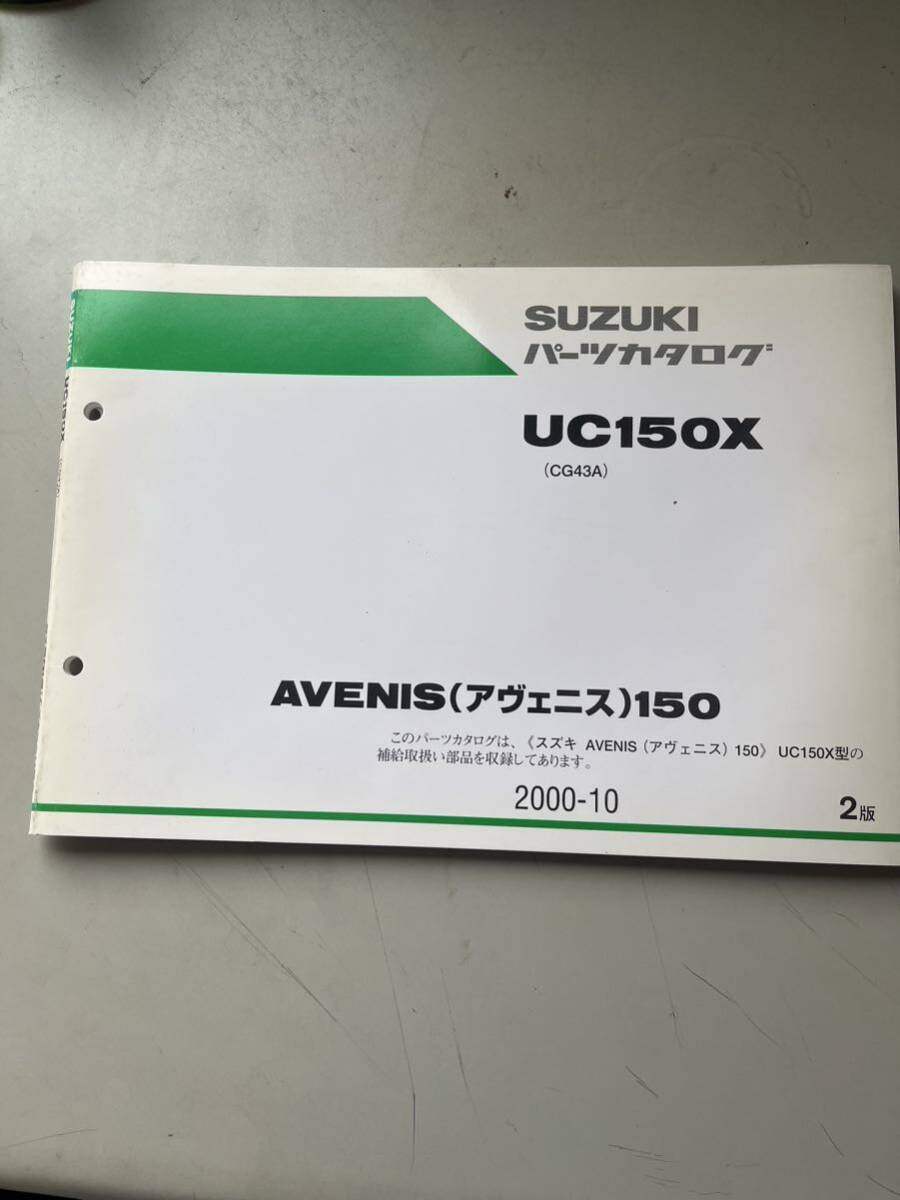 SUZUKI
パーツカタログ
UC150X
(CG43A)
AVENIS(アヴェニス)150
このパーツカタログは、《スズキ AVENIS (アヴェニス) 150》 UC150X型の
補給取扱い部品を収録してあります。
2000-10
2版
SUZUKI UC150X